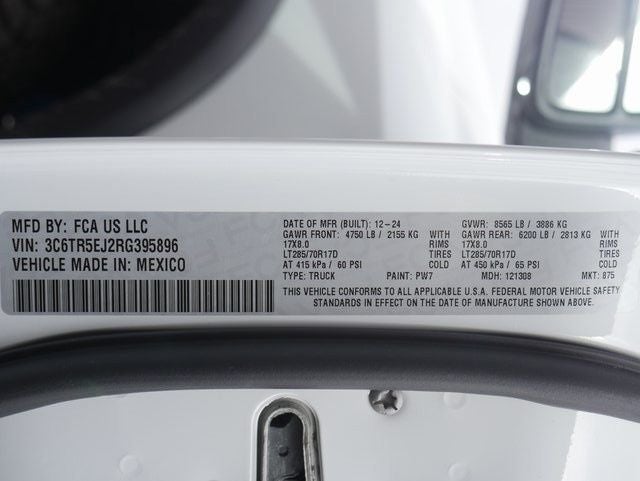 MFD BY: FCA US LLC
VIN: 3C6TR5EJ2RG395896
VEHICLE MADE IN: MEXICO
DATE OF MFR (BUILT): 12-24 GVWR: 8565 LB / 3886 KG
GAWR FRONT: 4750 LB / 2155 KG WITH GAWR REAR: 6200 LB / 2813 KG WITH
17X8.0 RIMS 17X8.0 RIMS
LT285/70R17D TIRES LT285/70R17D TIRES
AT 415 kPa / 60 PSI COLD AT 450 kPa / 65 PSI COLD
TYPE: TRUCK PAINT: PW7 MDH: 121308 MKT: 875
THIS VEHICLE CONFORMS TO ALL APPLICABLE U.S.A. FEDERAL MOTOR VEHICLE SAFETY
STANDARDS IN EFFECT ON THE DATE OF MANUFACTURE SHOWN ABOVE.